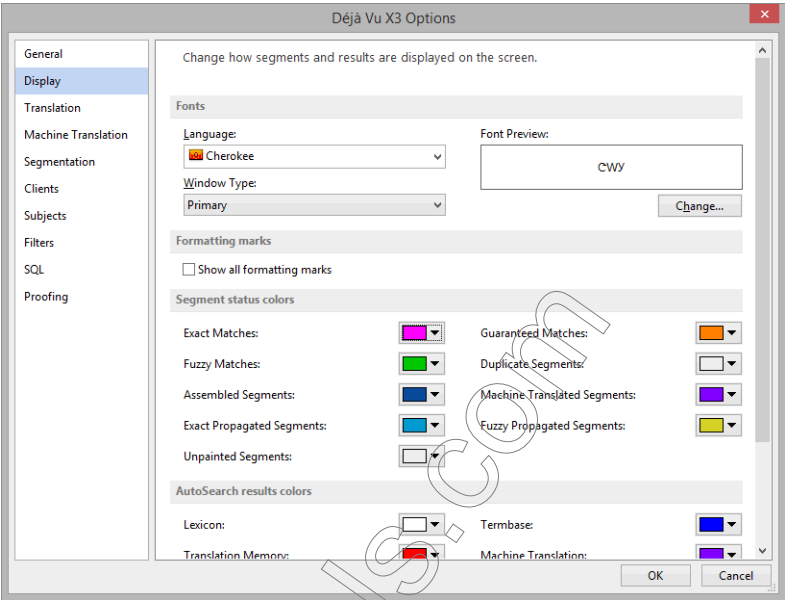 Déjà Vu X3 Options
General
Display
Translation
Machine Translation
Segmentation
Clients
Subjects
Filters
SQL
Proofing
Change how segments and results are displayed on the screen.
Fonts
Language:
Cherokee
Window Type:
Primary
Font Preview:
ᏣᎳᎩ
Change...
Formatting marks
Show all formatting marks
Segment status colors
Exact Matches:
Guaranteed Matches:
Fuzzy Matches:
Duplicate Segments:
Assembled Segments:
Machine Translated Segments:
Exact Propagated Segments:
Fuzzy Propagated Segments:
Unpainted Segments:
AutoSearch results colors
Lexicon:
Termbase:
Translation Memory:
Machine Translation:
OK
Cancel
ls.com